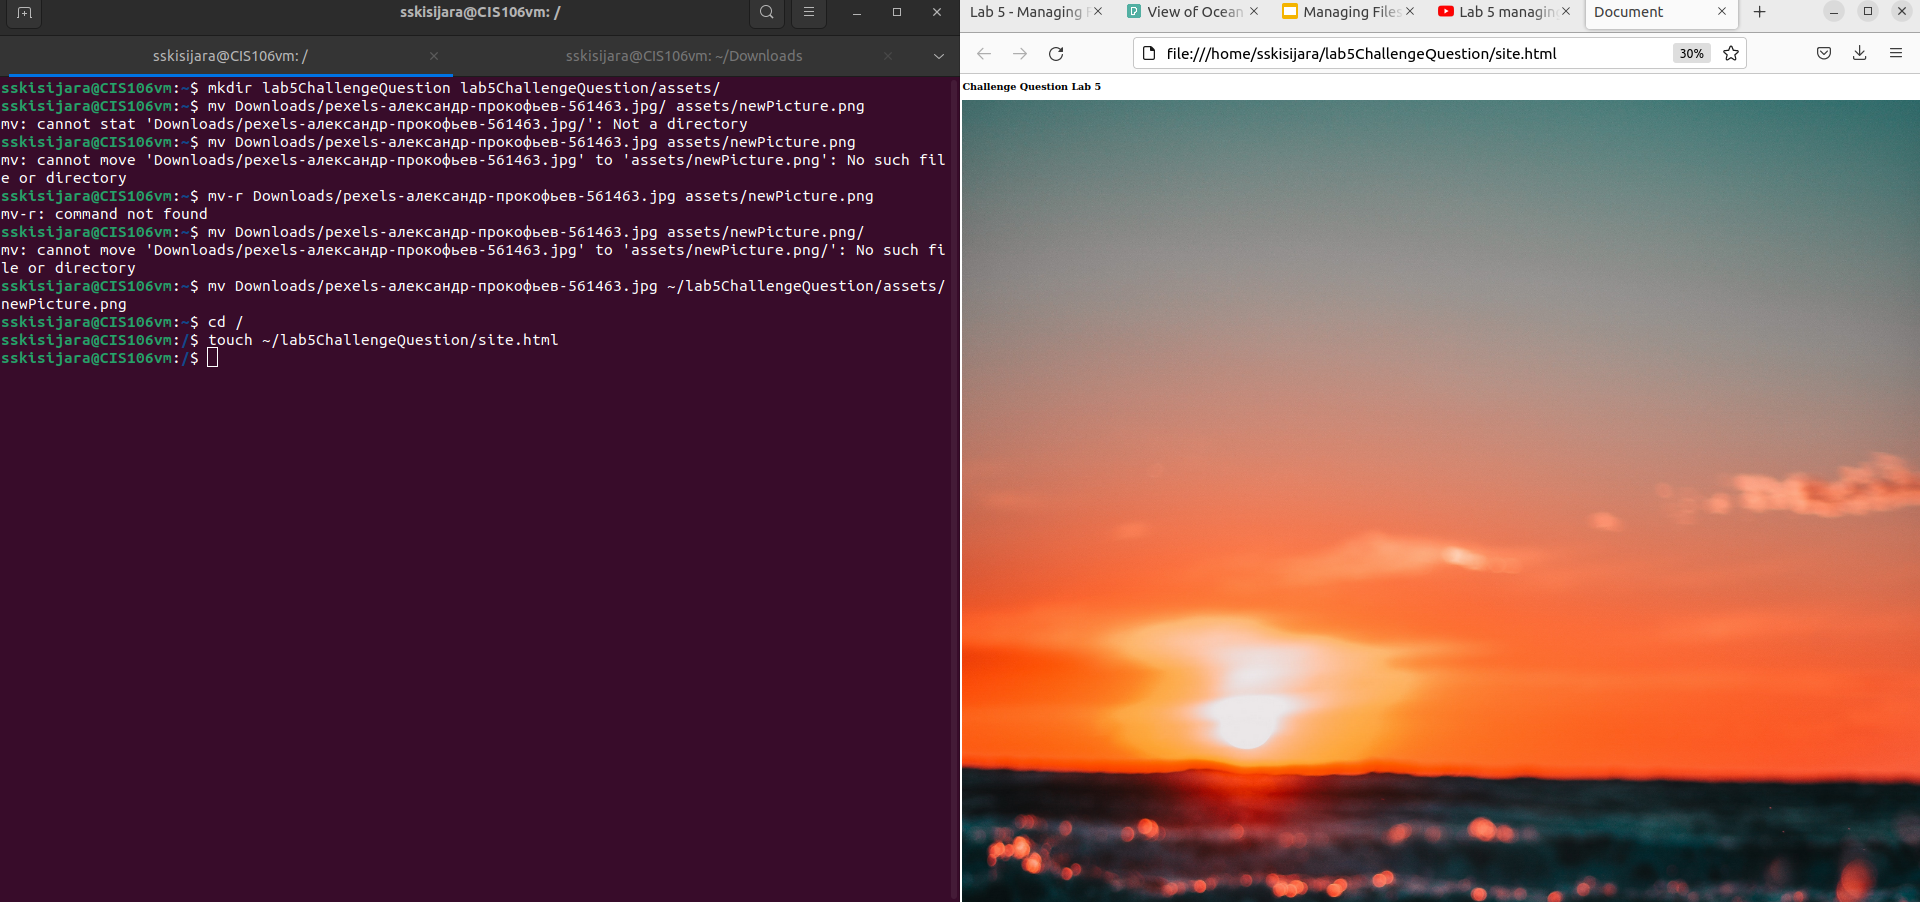 sskisijara@CIS106vm: /
sskisijara@CIS106vm: /
sskisijara@CIS106vm: ~/Downloads
sskisijara@CIS106vm:~$ mkdir lab5ChallengeQuestion lab5ChallengeQuestion/assets/
sskisijara@CIS106vm:~$ mv Downloads/pexels-александр-прокофьев-561463.jpg/ assets/newPicture.png
mv: cannot stat 'Downloads/pexels-александр-прокофьев-561463.jpg/': Not a directory
sskisijara@CIS106vm:~$ mv Downloads/pexels-александр-прокофьев-561463.jpg assets/newPicture.png
mv: cannot move 'Downloads/pexels-александр-прокофьев-561463.jpg' to 'assets/newPicture.png': No such fil
e or directory
sskisijara@CIS106vm:~$ mv-r Downloads/pexels-александр-прокофьев-561463.jpg assets/newPicture.png
mv-r: command not found
sskisijara@CIS106vm:~$ mv Downloads/pexels-александр-прокофьев-561463.jpg assets/newPicture.png/
mv: cannot move 'Downloads/pexels-александр-прокофьев-561463.jpg' to 'assets/newPicture.png/': No such fi
le or directory
sskisijara@CIS106vm:~$ mv Downloads/pexels-александр-прокофьев-561463.jpg ~/lab5ChallengeQuestion/assets/
newPicture.png
sskisijara@CIS106vm:~$ cd /
sskisijara@CIS106vm:/$ touch ~/lab5ChallengeQuestion/site.html
sskisijara@CIS106vm:/$
Lab 5 - Managing F
View of Ocean
Managing Files
Lab 5 managing
Document
file:///home/sskisijara/lab5ChallengeQuestion/site.html
30%
Challenge Question Lab 5